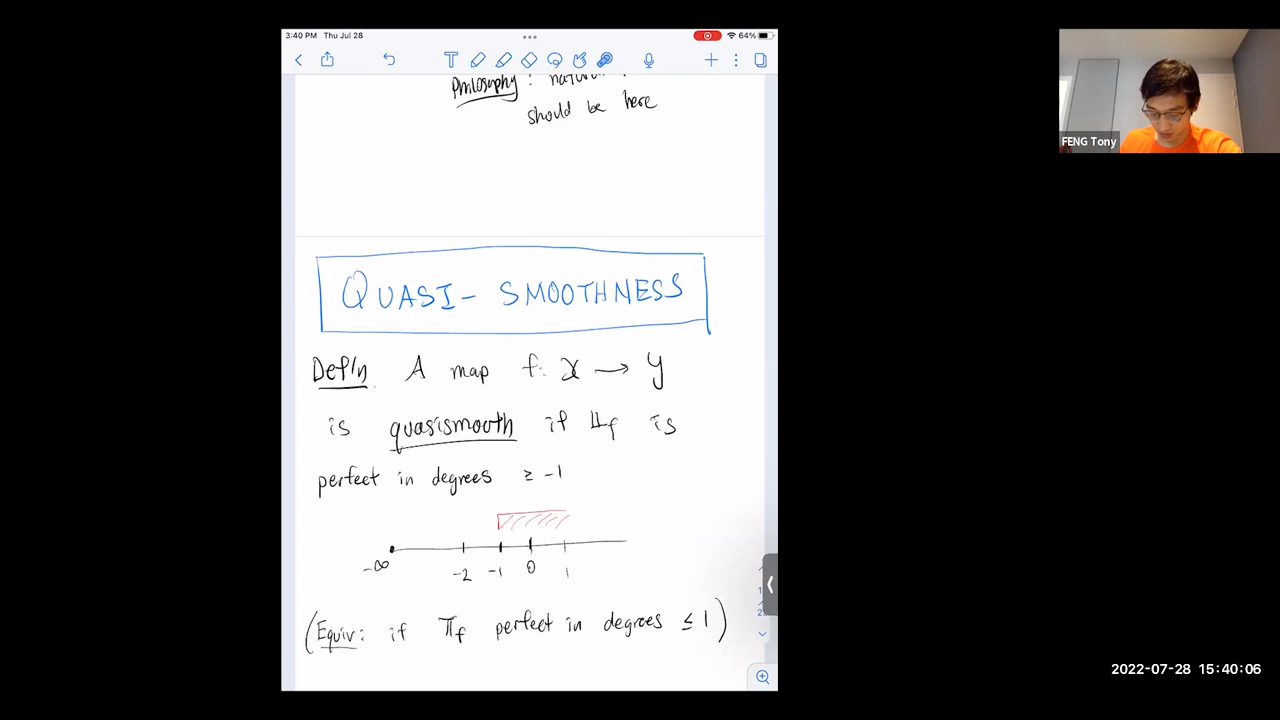 3:40 PM Thu Jul 28
64%
Philosophy :
should be here
QUASI- SMOOTHNESS
Def'n. A map f: X → Y
is quasismooth if 𝕃f is
perfect in degrees ≥ -1
-∞ -2 -1 0 1
(Equiv: if 𝕋f perfect in degrees ≤ 1)
FENG Tony
2022-07-28 15:40:06